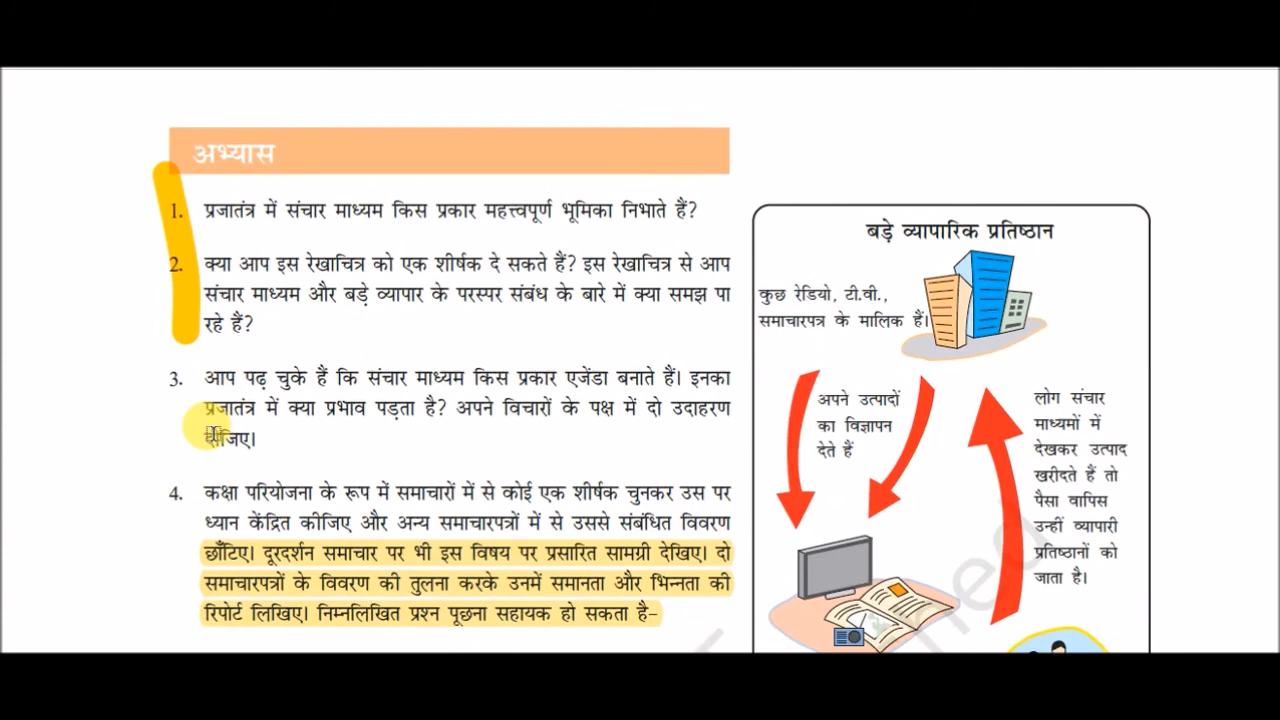 अभ्यास
1. प्रजातंत्र में संचार माध्यम किस प्रकार महत्त्वपूर्ण भूमिका निभाते हैं?
2. क्या आप इस रेखाचित्र को एक शीर्षक दे सकते हैं? इस रेखाचित्र से आप
संचार माध्यम और बड़े व्यापार के परस्पर संबंध के बारे में क्या समझ पा
रहे हैं?
3. आप पढ़ चुके हैं कि संचार माध्यम किस प्रकार एजेंडा बनाते हैं। इनका
प्रजातंत्र में क्या प्रभाव पड़ता है? अपने विचारों के पक्ष में दो उदाहरण
दीजिए।
4. कक्षा परियोजना के रूप में समाचारों में से कोई एक शीर्षक चुनकर उस पर
ध्यान केंद्रित कीजिए और अन्य समाचारपत्रों में से उससे संबंधित विवरण
छाँटिए। दूरदर्शन समाचार पर भी इस विषय पर प्रसारित सामग्री देखिए। दो
समाचारपत्रों के विवरण की तुलना करके उनमें समानता और भिन्नता की
रिपोर्ट लिखिए। निम्नलिखित प्रश्न पूछना सहायक हो सकता है–
बड़े व्यापारिक प्रतिष्ठान
कुछ रेडियो, टी.वी.,
समाचारपत्र के मालिक हैं।
अपने उत्पादों
का विज्ञापन
देते हैं
लोग संचार
माध्यमों में
देखकर उत्पाद
खरीदते हैं तो
पैसा वापिस
उन्हीं व्यापारी
प्रतिष्ठानों को
जाता है।